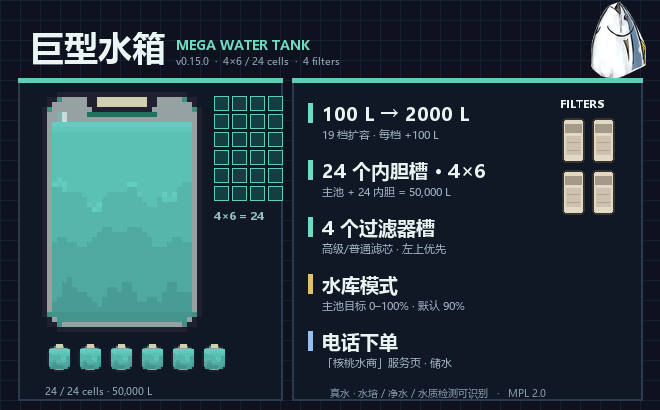 巨型水箱
MEGA WATER TANK
v0.15.0 · 4×6 / 24 cells · 4 filters
4×6 = 24
24 / 24 cells · 50,000 L
100 L → 2000 L
19 档扩容 · 每档 +100 L
24 个内胆槽 · 4×6
主池 + 24 内胆 = 50,000 L
4 个过滤器槽
高级/普通滤芯 · 左上优先
水库模式
主池目标 0–100% · 默认 90%
电话下单
「核桃水商」服务页 · 储水
FILTERS
真水 · 水培 / 净水 / 水质检测可识别 · MPL 2.0